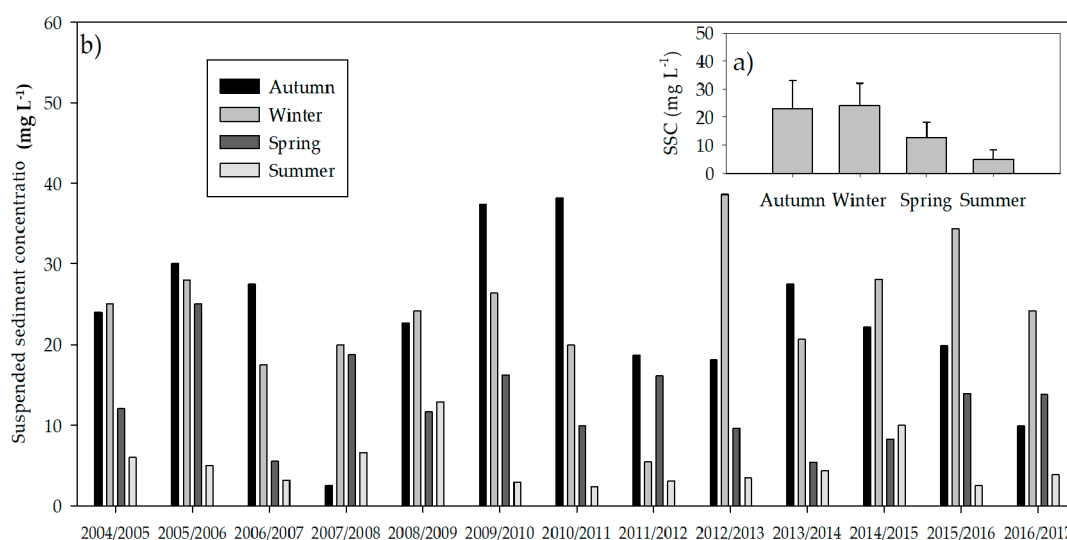 b)
60
50
40
30
20
10
0
Suspended sediment concentratio (mg L-1)
Autumn
Winter
Spring
Summer
a)
50
40
30
20
10
0
SSC (mg L-1)
Autumn Winter Spring Summer
2004/2005 2005/2006 2006/2007 2007/2008 2008/2009 2009/2010 2010/2011 2011/2012 2012/2013 2013/2014 2014/2015 2015/2016 2016/2017